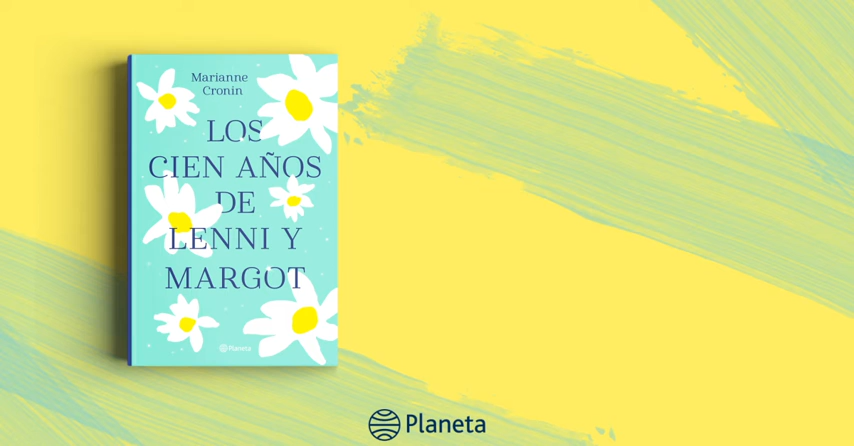 Marianne
Cronin
LOS
CIEN AÑOS
DE
LENNI Y
MARGOT
Planeta
Planeta